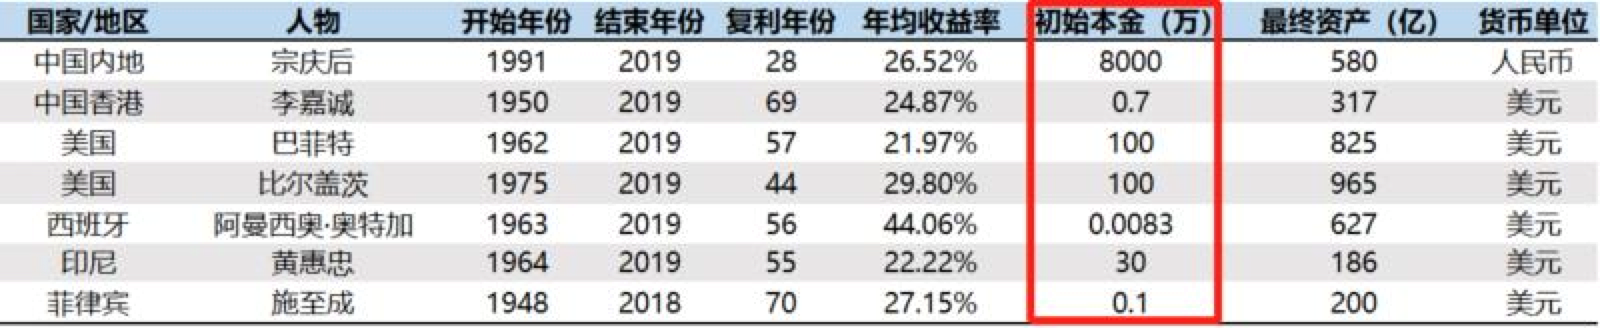 国家/地区 人物 开始年份 结束年份 复利年份 年均收益率 初始本金（万） 最终资产（亿） 货币单位
中国内地 宗庆后 1991 2019 28 26.52% 8000 580 人民币
中国香港 李嘉诚 1950 2019 69 24.87% 0.7 317 美元
美国 巴菲特 1962 2019 57 21.97% 100 825 美元
美国 比尔盖茨 1975 2019 44 29.80% 100 965 美元
西班牙 阿曼西奥·奥特加 1963 2019 56 44.06% 0.0083 627 美元
印尼 黄惠忠 1964 2019 55 22.22% 30 186 美元
菲律宾 施至成 1948 2018 70 27.15% 0.1 200 美元